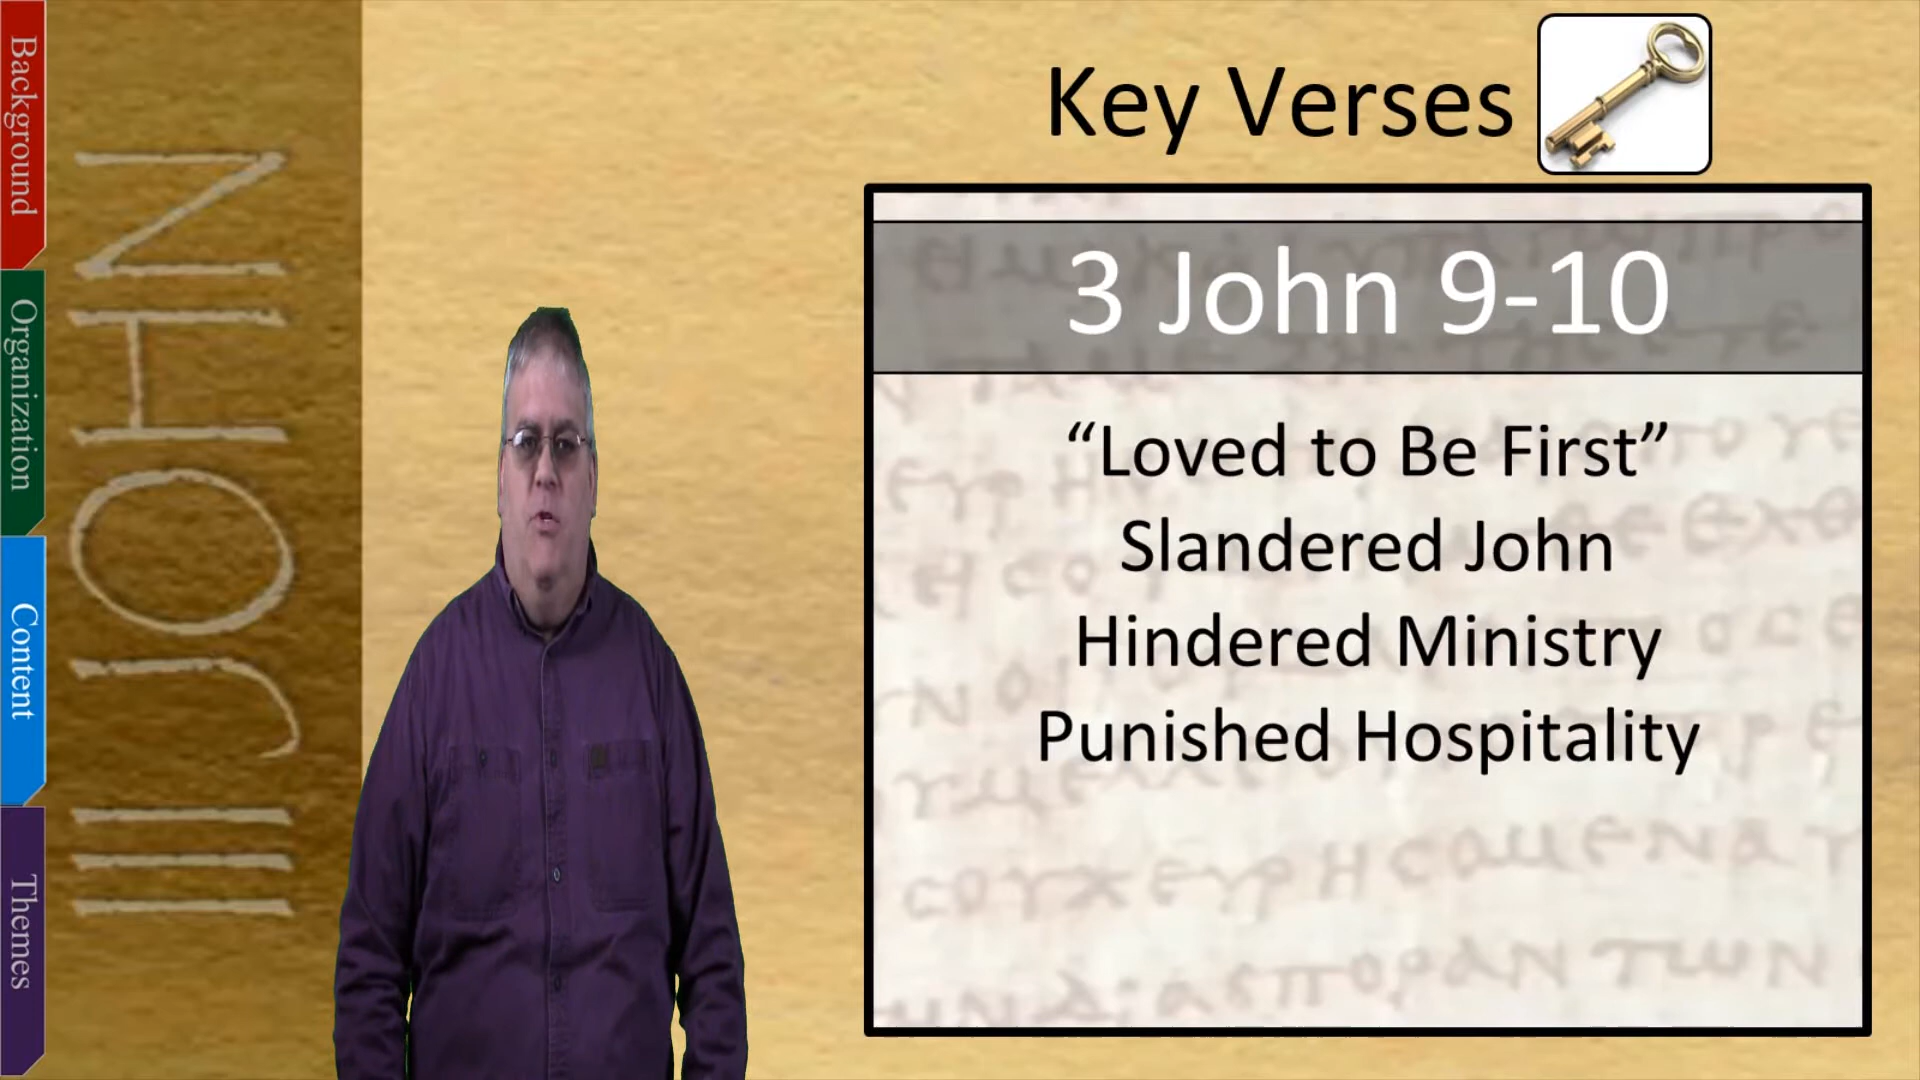 Background
Organization
Content
Themes
III JOHN
Key Verses
3 John 9-10
“Loved to Be First”
Slandered John
Hindered Ministry
Punished Hospitality